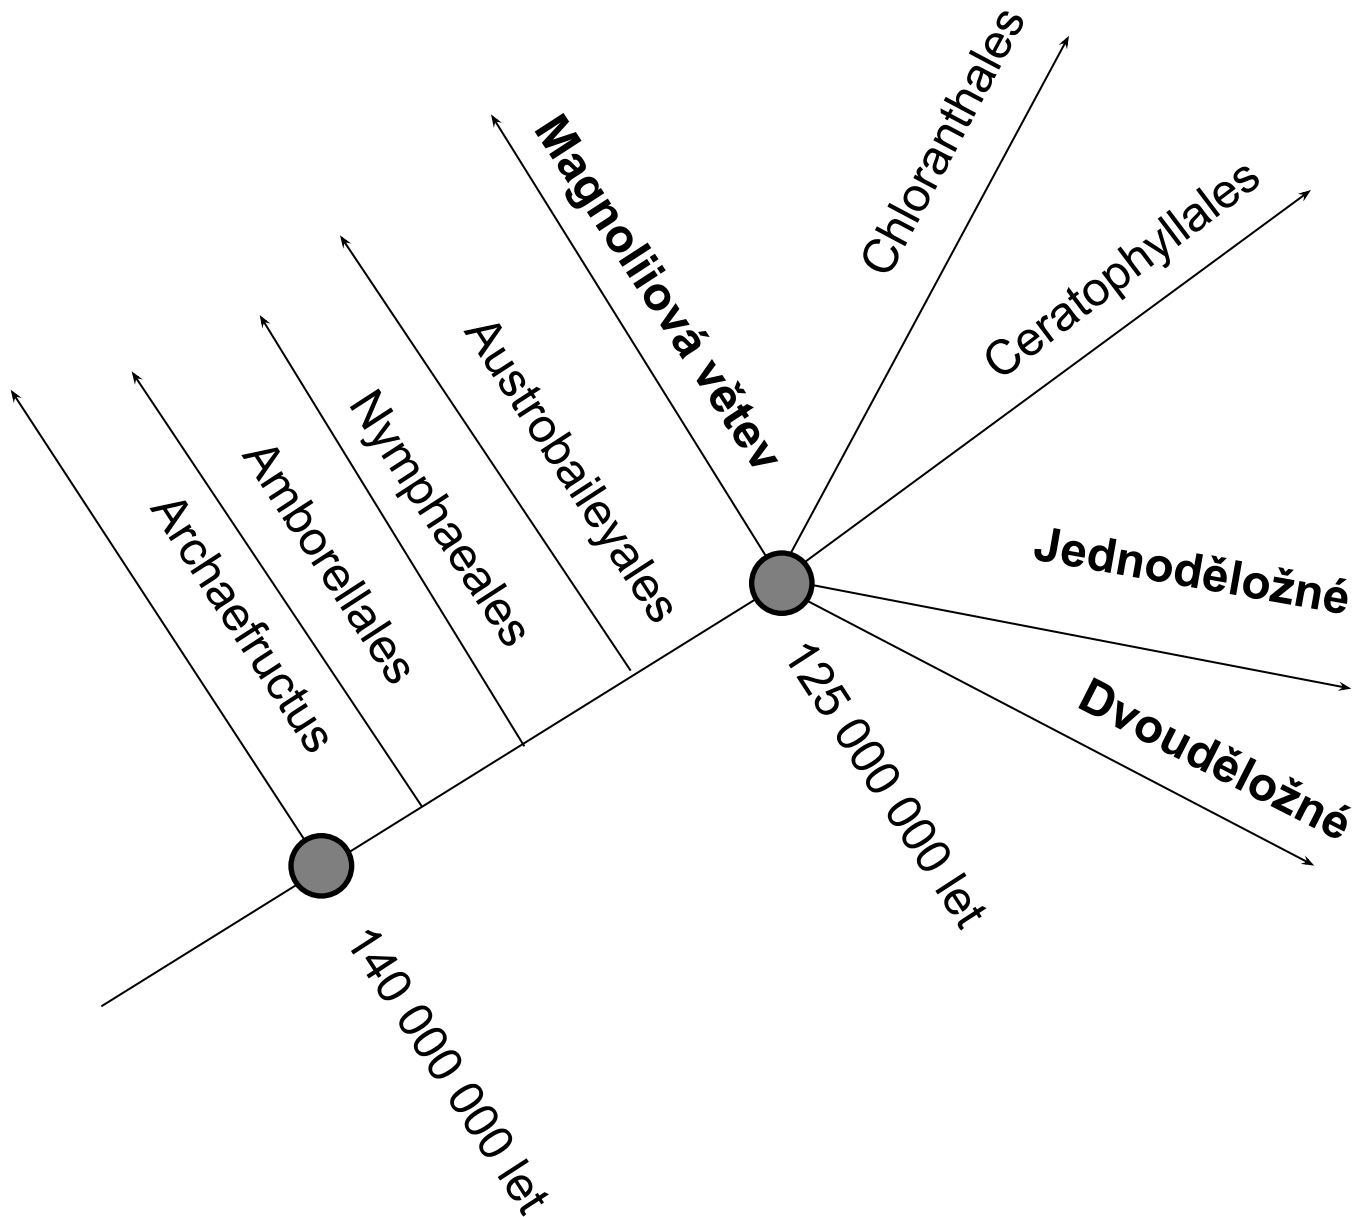 Archaefructus
Amborellales
Nymphaeales
Austrobaileyales
Magnoliiová větev
Chloranthales
Ceratophyllales
Jednoděložné
Dvouděložné
125 000 000 let
140 000 000 let